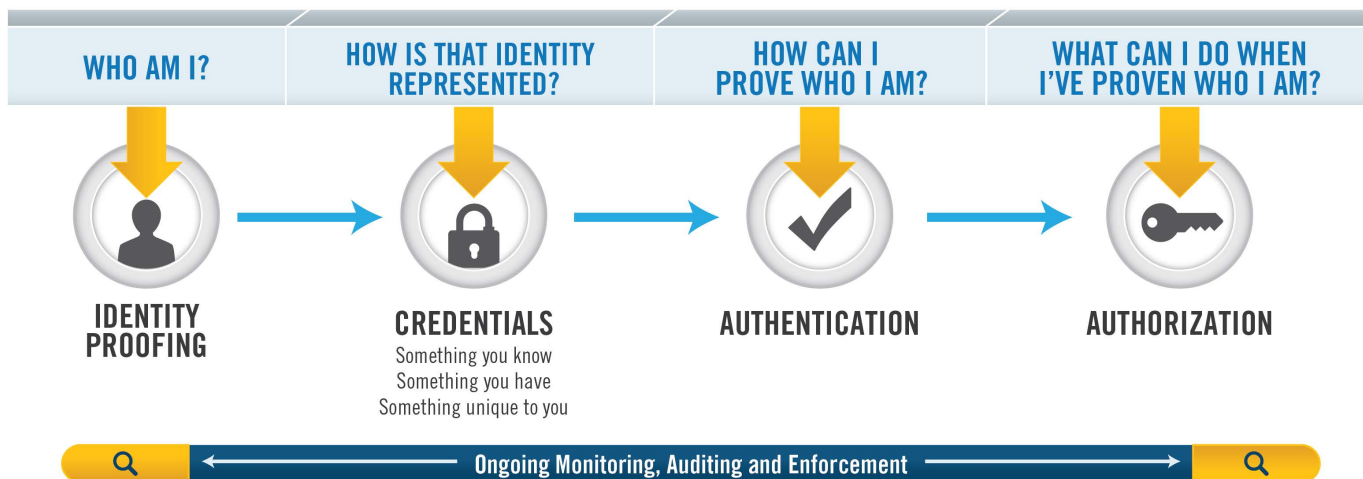 WHO AM I?
HOW IS THAT IDENTITY
REPRESENTED?
HOW CAN I
PROVE WHO I AM?
WHAT CAN I DO WHEN
I'VE PROVEN WHO I AM?
IDENTITY
PROOFING
CREDENTIALS
Something you know
Something you have
Something unique to you
AUTHENTICATION
AUTHORIZATION
Ongoing Monitoring, Auditing and Enforcement